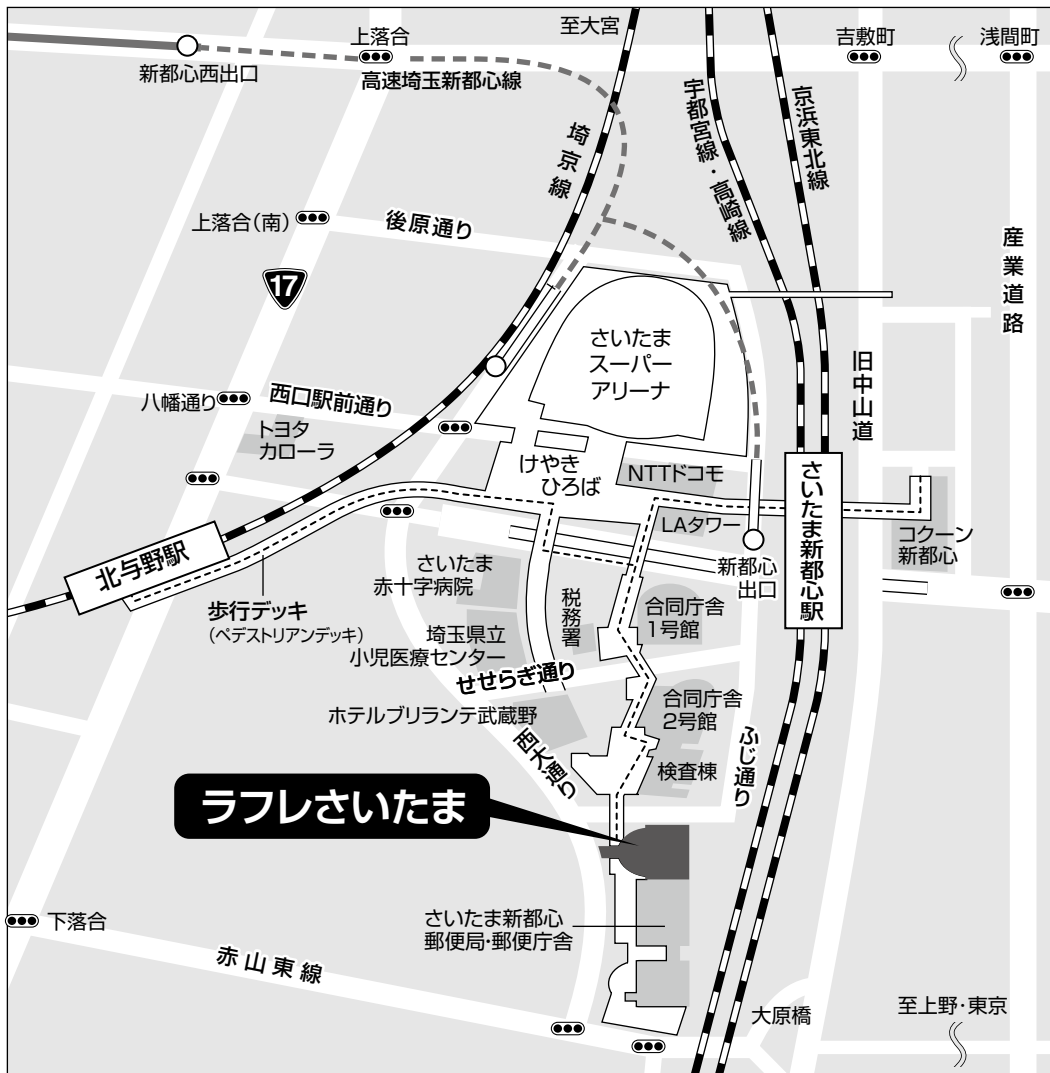 至大宮
上落合
吉敷町
浅間町
新都心西出口
高速埼玉新都心線
埼京線
宇都宮線・高崎線
京浜東北線
上落合(南)
後原通り
産業道路
17
さいたま
スーパー
アリーナ
旧中山道
八幡通り
西口駅前通り
トヨタ
カローラ
けやき
ひろば
NTTドコモ
さいたま新都心駅
LAタワー
コクーン
新都心
北与野駅
新都心
出口
さいたま
赤十字病院
歩行デッキ
(ペデストリアンデッキ)
税務署
合同庁舎
1号館
埼玉県立
小児医療センター
せせらぎ通り
ホテルブリランテ武蔵野
合同庁舎
2号館
西大通り
ふじ通り
検査棟
ラフレさいたま
下落合
さいたま新都心
郵便局・郵便庁舎
赤山東線
大原橋
至上野・東京